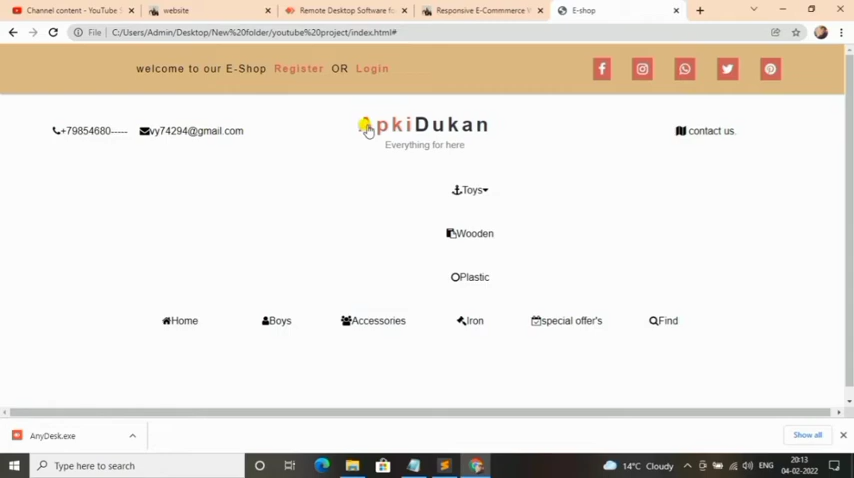 Channel content - YouTube
website
Remote Desktop Software
Responsive E-Commmerce
E-shop
File
C:/Users/Admin/Desktop/New%20folder/youtube%20project/index.html#
welcome to our E-Shop Register OR Login
+79854680-----
vy74294@gmail.com
ApkiDukan
contact us.
Everything for here
Toys
Wooden
Plastic
Home
Boys
Accessories
Iron
special offer's
Find
AnyDesk.exe
Show all
Type here to search
14°C Cloudy
ENG
20:13
04-02-2022